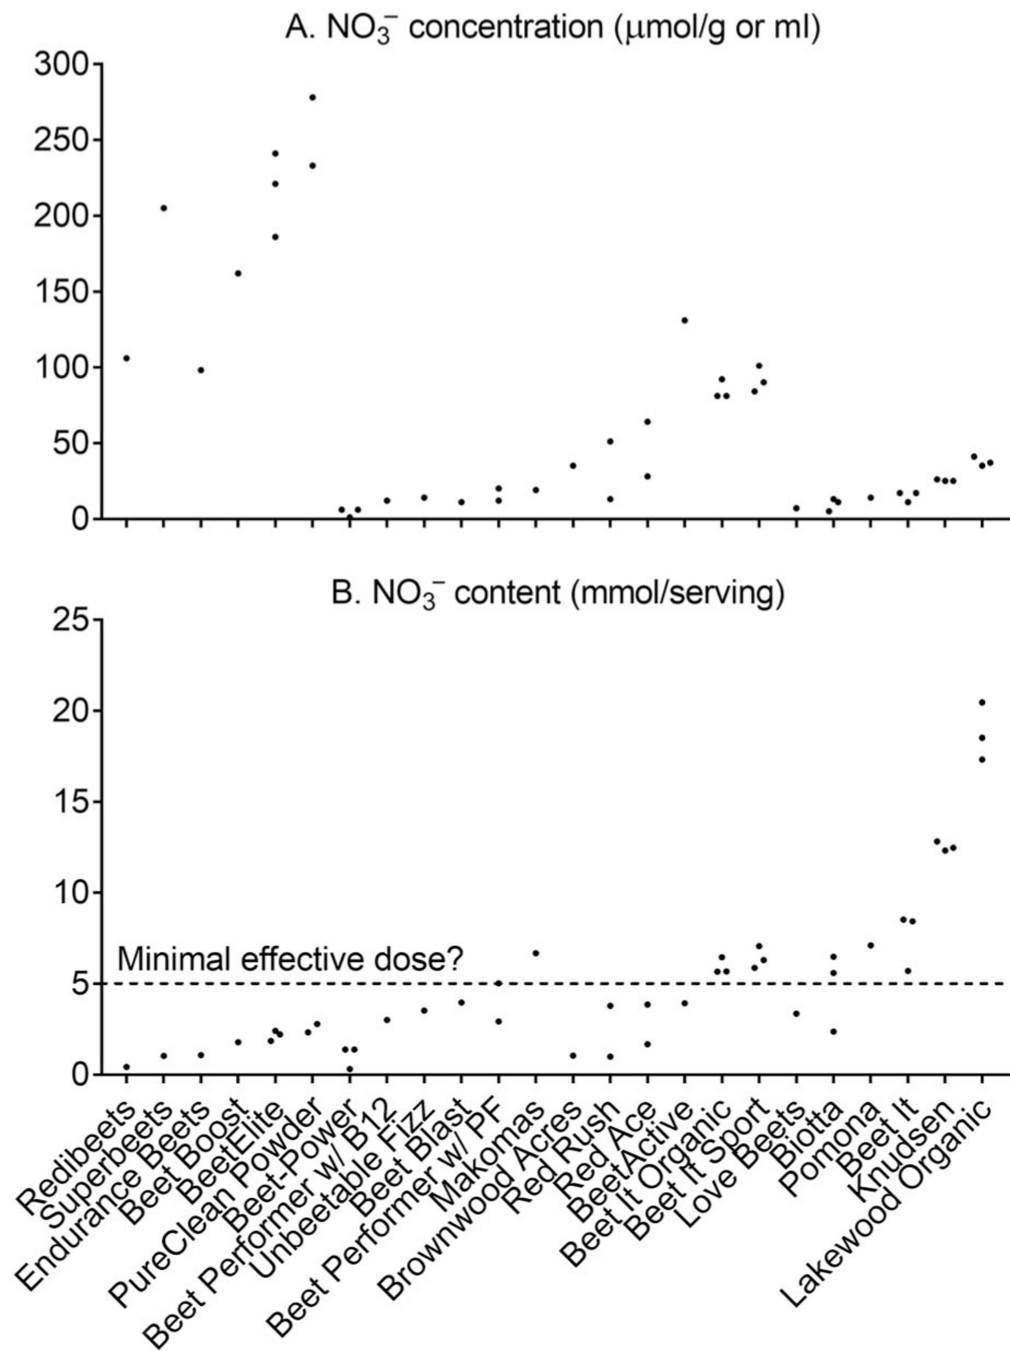 A. NO₃⁻ concentration (μmol/g or ml)
300
250
200
150
100
50
0
B. NO₃⁻ content (mmol/serving)
25
20
15
10
5
0
Minimal effective dose?
Redibeets
Superbeets
Endurance Beets
Beet Boost
BeetElite
PureClean Powder
Beet-Power
Beet Performer w/ B12
Unbeetable Fizz
Beet Blast
Beet Performer w/ PF
Makomas
Brownwood Acres
Red Rush
Red Ace
BeetActive
Beet It Organic
Beet It Sport
Love Beets
Biotta
Pomona
Beet It
Knudsen
Lakewood Organic